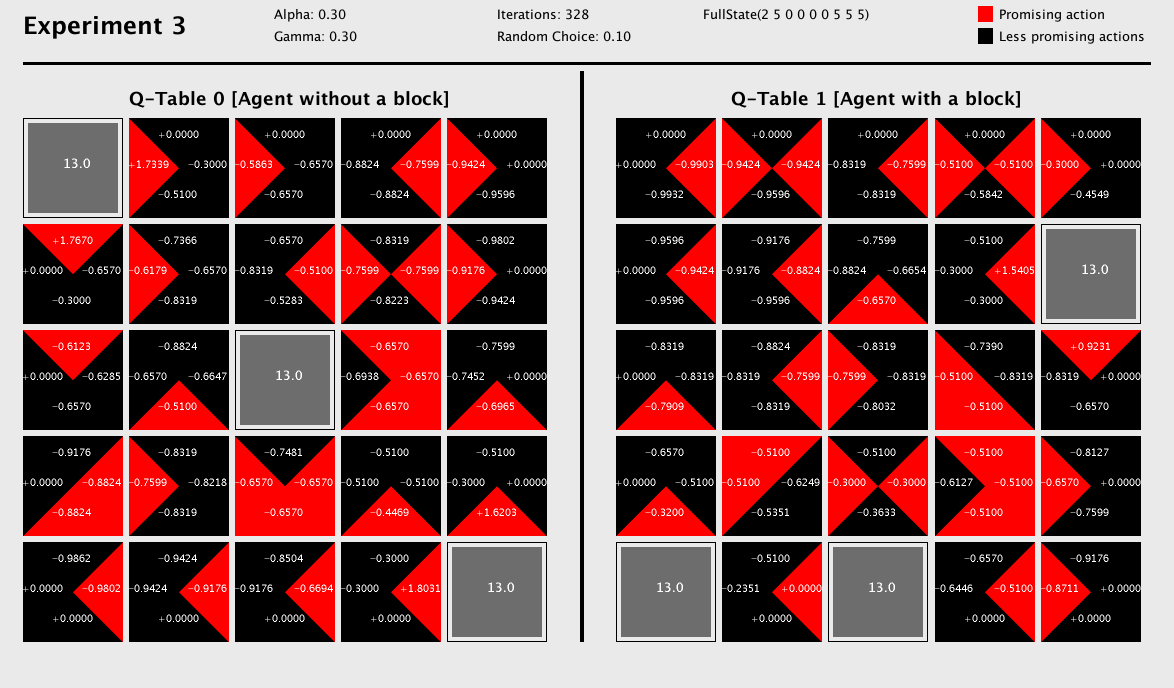 Experiment 3
Alpha: 0.30
Gamma: 0.30
Iterations: 328
Random Choice: 0.10
FullState(2 5 0 0 0 0 5 5 5)
Promising action
Less promising actions
Q-Table 0 [Agent without a block]
+0.0000 +0.0000 +0.0000 +0.0000
13.0 +1.7339 -0.3000 -0.5863 -0.6570 -0.8824 -0.7599 -0.9424 +0.0000
-0.5100 -0.6570 -0.8824 -0.9596
+1.7670 -0.7366 -0.6570 -0.8319 -0.9802
+0.0000 -0.6570 -0.6179 -0.6570 -0.8319 -0.5100 -0.7599 -0.7599 -0.9176 +0.0000
-0.3000 -0.8319 -0.5283 -0.8223 -0.9424
-0.6123 -0.8824 -0.6570 -0.7599
+0.0000 -0.6285 -0.6570 -0.6647 13.0 -0.6938 -0.6570 -0.7452 +0.0000
-0.6570 -0.5100 -0.6570 -0.6965
-0.9176 -0.8319 -0.7481 -0.5100 -0.5100
+0.0000 -0.8824 -0.7599 -0.8218 -0.6570 -0.6570 -0.5100 -0.5100 -0.3000 +0.0000
-0.8824 -0.8319 -0.6570 -0.4469 +1.6203
-0.9862 -0.9424 -0.8504 -0.3000
+0.0000 -0.9802 -0.9424 -0.9176 -0.9176 -0.6694 -0.3000 +1.8031 13.0
+0.0000 +0.0000 +0.0000 +0.0000
Q-Table 1 [Agent with a block]
+0.0000 +0.0000 +0.0000 +0.0000 +0.0000
+0.0000 -0.9903 -0.9424 -0.9424 -0.8319 -0.7599 -0.5100 -0.5100 -0.3000 +0.0000
-0.9932 -0.9596 -0.8319 -0.5842 -0.4549
-0.9596 -0.9176 -0.7599 -0.5100
+0.0000 -0.9424 -0.9176 -0.8824 -0.8824 -0.6654 -0.3000 +1.5405 13.0
-0.9596 -0.9596 -0.6570 -0.3000
-0.8319 -0.8824 -0.8319 -0.7390 +0.9231
+0.0000 -0.8319 -0.8319 -0.7599 -0.7599 -0.8319 -0.5100 -0.8319 -0.8319 +0.0000
-0.7909 -0.8319 -0.8032 -0.5100 -0.6570
-0.6570 -0.5100 -0.5100 -0.5100 -0.8127
+0.0000 -0.5100 -0.5100 -0.6249 -0.3000 -0.3000 -0.6127 -0.5100 -0.6570 +0.0000
-0.3200 -0.5351 -0.3633 -0.5100 -0.7599
-0.5100 -0.6570 -0.9176
13.0 -0.2351 +0.0000 13.0 -0.6446 -0.5100 -0.8711 +0.0000
+0.0000 +0.0000 +0.0000